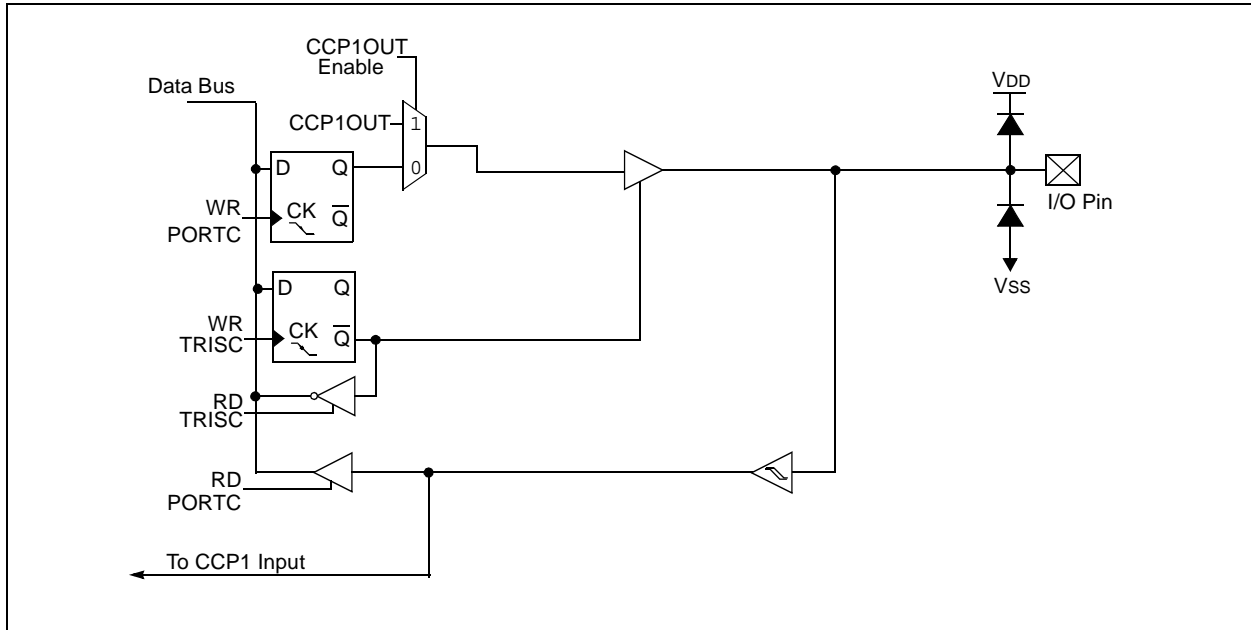 CCP1OUT
Enable
Data Bus
VDD
CCP1OUT
1
D
Q
0
WR
PORTC
CK
Q
I/O Pin
D
Q
VSS
WR
TRISC
CK
Q
RD
TRISC
RD
PORTC
To CCP1 Input